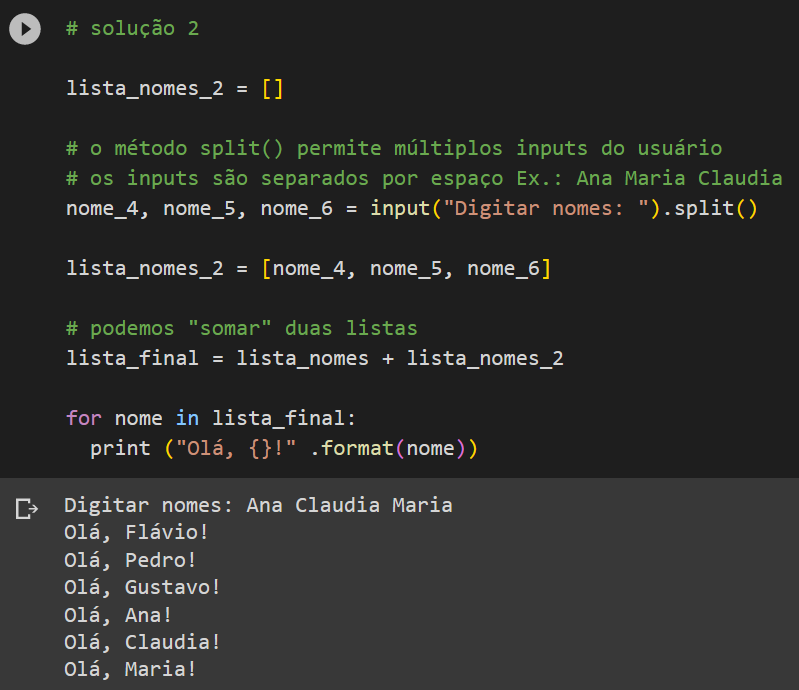 # solução 2
lista_nomes_2 = []
# o método split() permite múltiplos inputs do usuário
# os inputs são separados por espaço Ex.: Ana Maria Claudia
nome_4, nome_5, nome_6 = input("Digitar nomes: ").split()
lista_nomes_2 = [nome_4, nome_5, nome_6]
# podemos "somar" duas listas
lista_final = lista_nomes + lista_nomes_2
for nome in lista_final:
  print ("Olá, {}!" .format(nome))
Digitar nomes: Ana Claudia Maria
Olá, Flávio!
Olá, Pedro!
Olá, Gustavo!
Olá, Ana!
Olá, Claudia!
Olá, Maria!